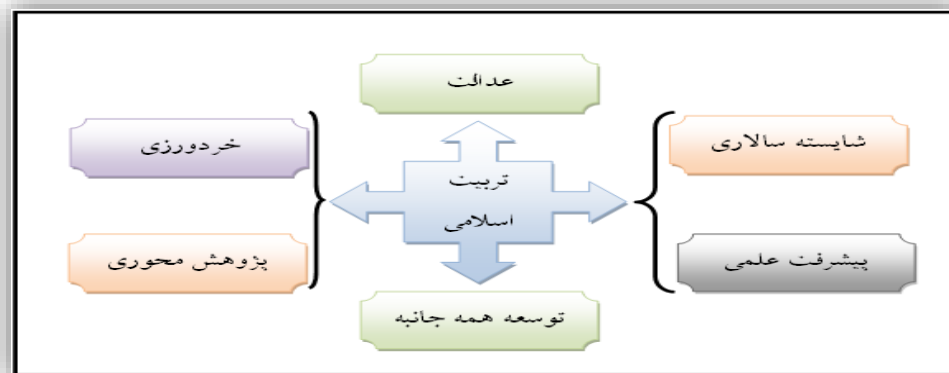 عدالت
شایسته سالاری
خردورزی
تربیت
اسلامی
پیشرفت علمی
پژوهش محوری
توسعه همه جانبه